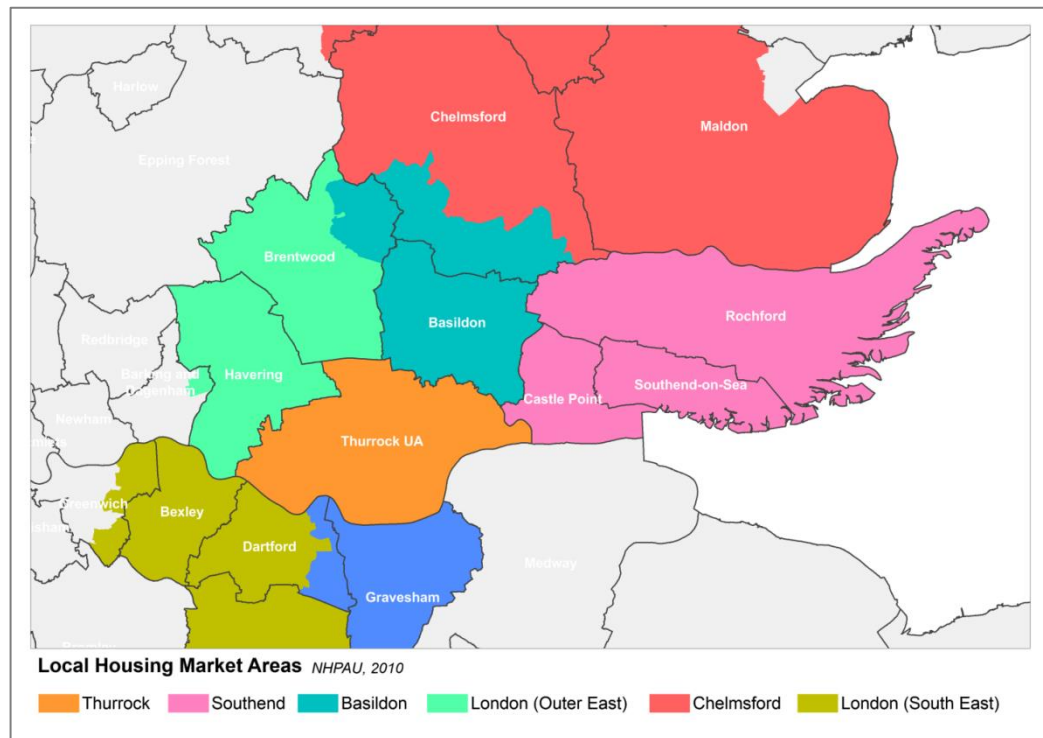 Harlow
Chelmsford
Maldon
Epping Forest
Brentwood
Rochford
Basildon
Redbridge
Barking and
Dagenham
Havering
Southend-on-Sea
Castle Point
Newham
Thurrock UA
Greenwich
Bexley
Dartford
Medway
Gravesham
Bromley
Local Housing Market Areas NHPAU, 2010
Thurrock Southend Basildon London (Outer East) Chelmsford London (South East)